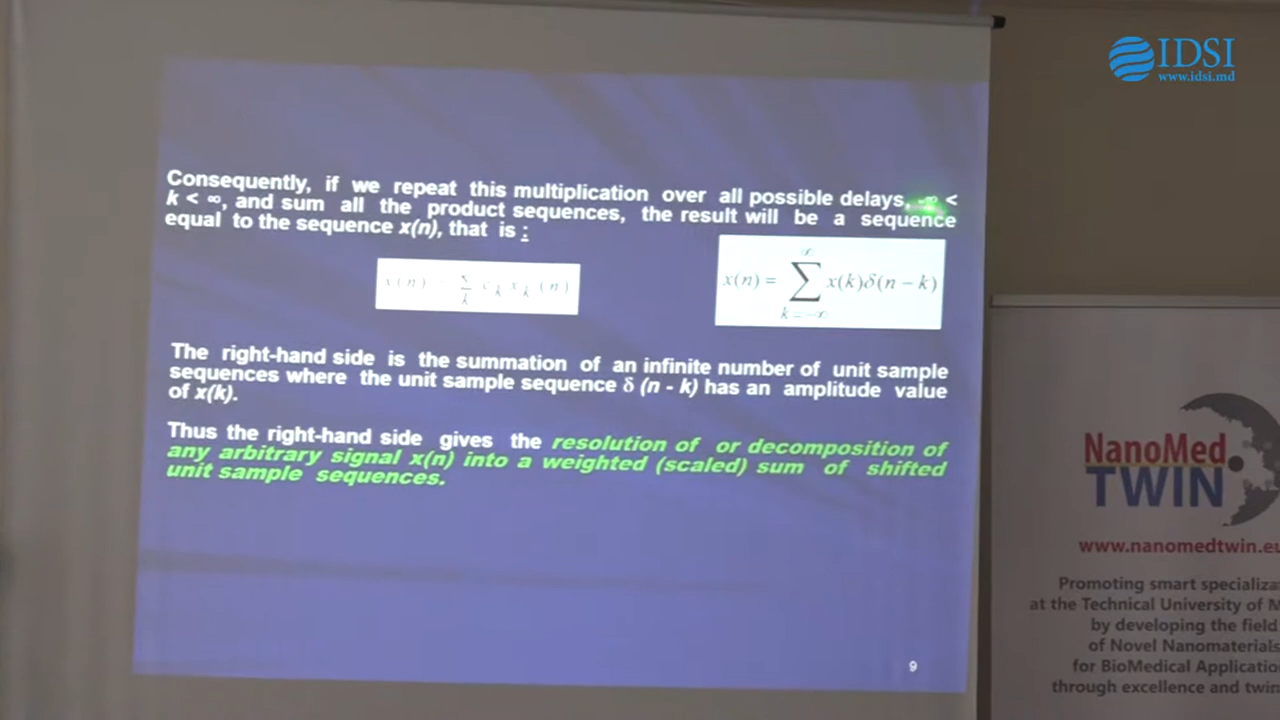 IDSI
www.idsi.md
Consequently, if we repeat this multiplication over all possible delays, -∞ <
k < ∞, and sum all the product sequences, the result will be a sequence
equal to the sequence x(n), that is :
x(n) = Σ c_k x_k (n)
k
∞
x(n) = Σ x(k)δ(n − k)
k=−∞
The right-hand side is the summation of an infinite number of unit sample
sequences where the unit sample sequence δ (n - k) has an amplitude value
of x(k).
Thus the right-hand side gives the resolution of or decomposition of
any arbitrary signal x(n) into a weighted (scaled) sum of shifted
unit sample sequences.
9
NanoMed
TWIN
www.nanomedtwin.eu
Promoting smart specializa
at the Technical University of M
by developing the field
of Novel Nanomaterials
for BioMedical Applicatio
through excellence and twin